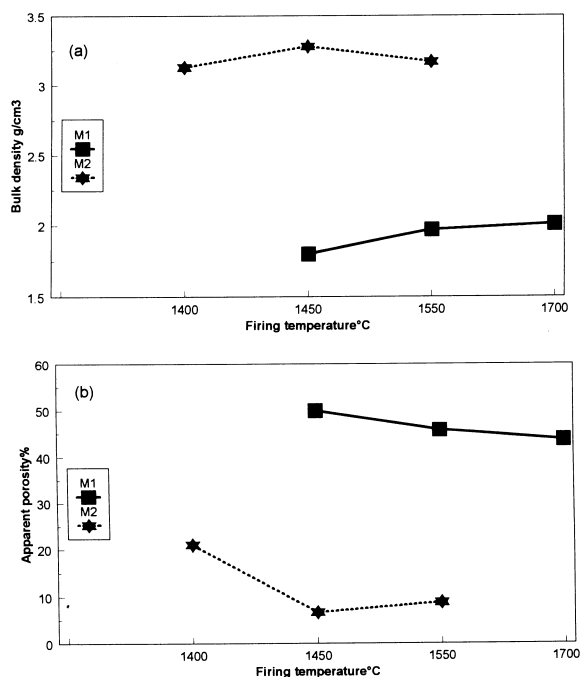 3.5
(a)
3
Bulk density g/cm3
M1
M2
2.5
2
1.5
1400
1450
1550
1700
Firing temperature°C
60
(b)
50
40
Apparent porosity%
M1
M2
30
20
10
0
1400
1450
1550
1700
Firing temperature°C